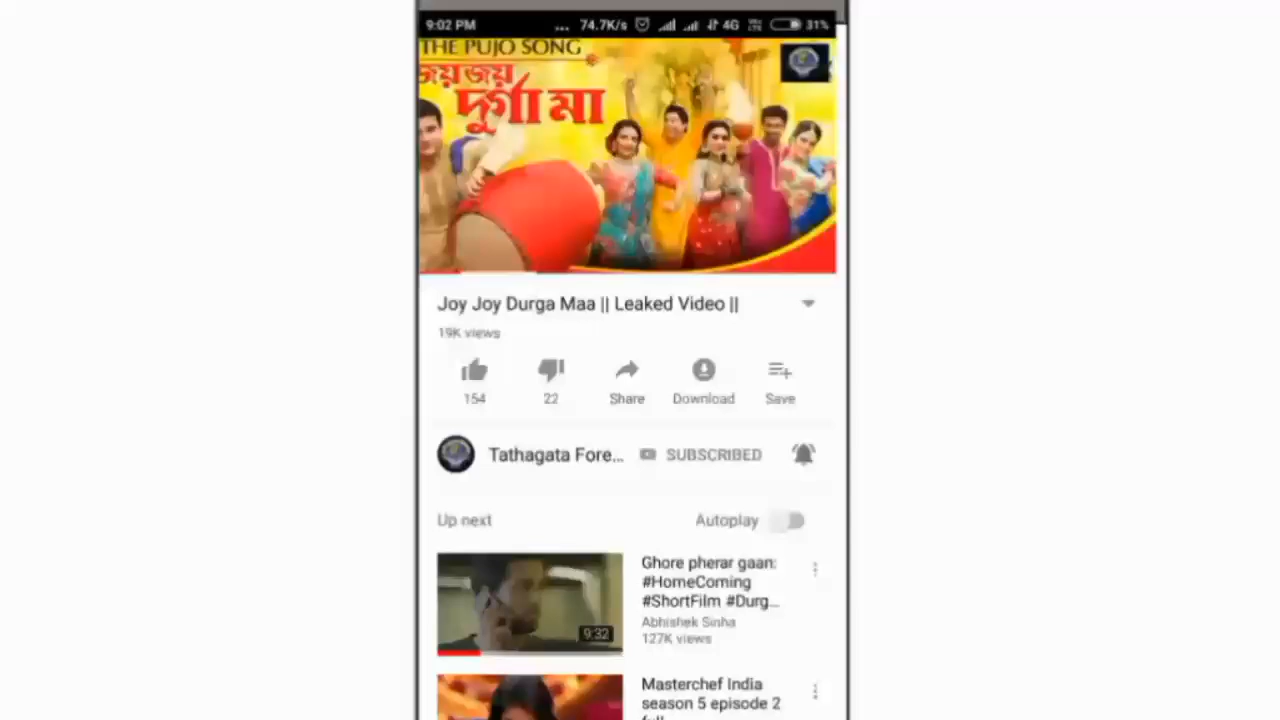 9:02 PM ... 74.7K/s 4G 31%
THE PUJO SONG
জয় জয়
দুর্গা মা
Joy Joy Durga Maa || Leaked Video ||
19K views
154 22 Share Download Save
Tathagata Fore... SUBSCRIBED
Up next Autoplay
Ghore pherar gaan:
#HomeComing
#ShortFilm #Durg...
Abhishek Sinha
127K views
9:32
Masterchef India
season 5 episode 2